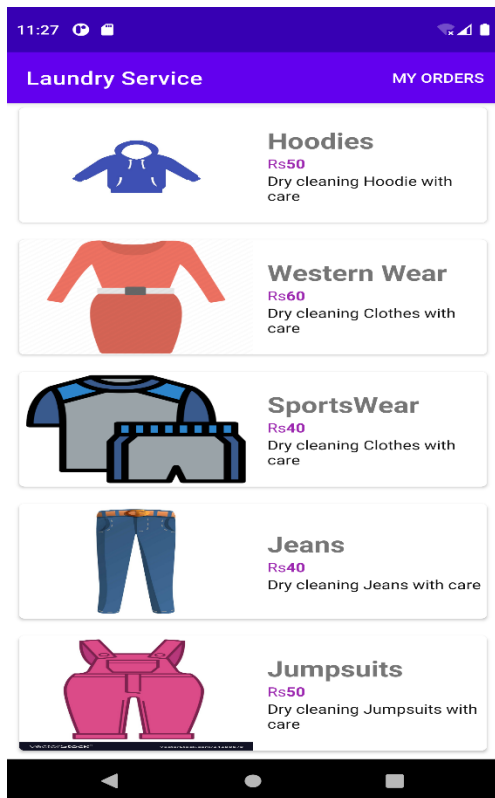 11:27
Laundry Service
MY ORDERS
Hoodies
Rs50
Dry cleaning Hoodie with
care
Western Wear
Rs60
Dry cleaning Clothes with
care
SportsWear
Rs40
Dry cleaning Clothes with
care
Jeans
Rs40
Dry cleaning Jeans with care
Jumpsuits
Rs50
Dry cleaning Jumpsuits with
care